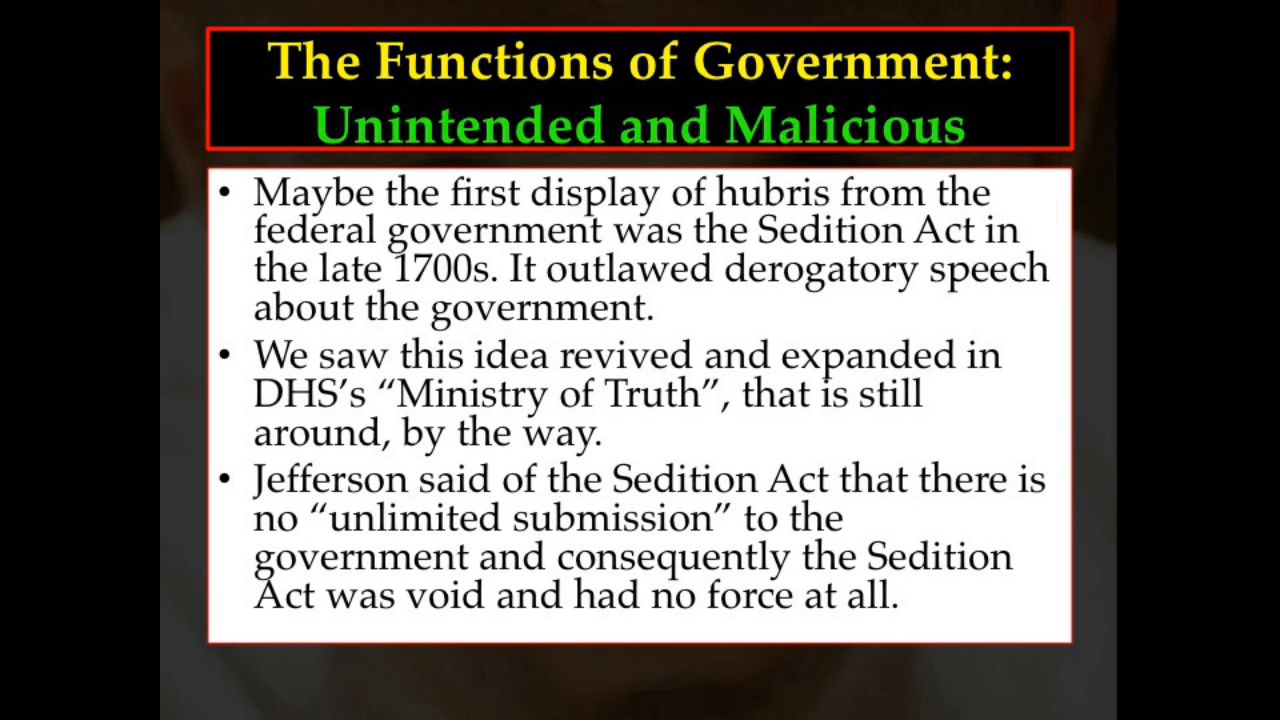 The Functions of Government:
Unintended and Malicious
• Maybe the first display of hubris from the
federal government was the Sedition Act in
the late 1700s. It outlawed derogatory speech
about the government.
• We saw this idea revived and expanded in
DHS’s “Ministry of Truth”, that is still
around, by the way.
• Jefferson said of the Sedition Act that there is
no “unlimited submission” to the
government and consequently the Sedition
Act was void and had no force at all.